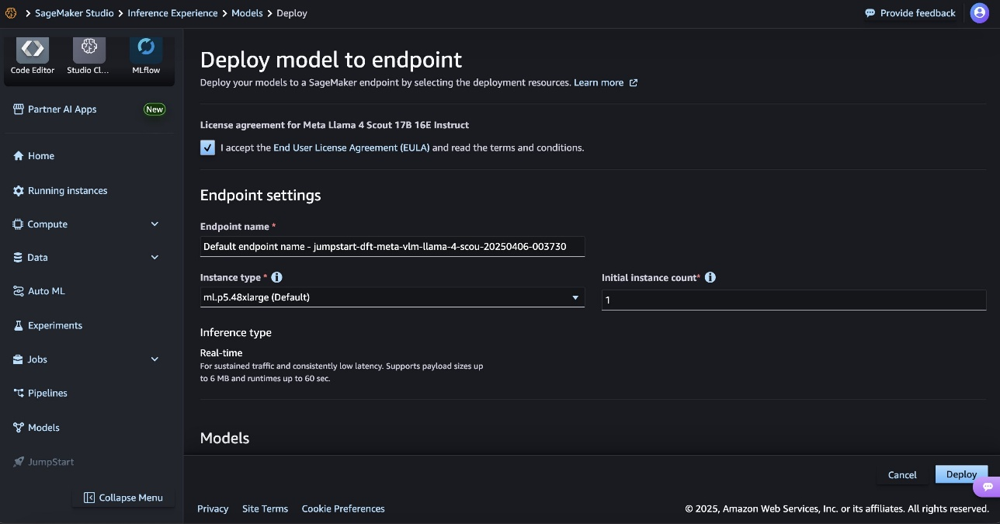 SageMaker Studio > Inference Experience > Models > Deploy
Provide feedback
Code Editor
Studio Cl...
MLflow
Partner AI Apps
New
Home
Running instances
Compute
Data
Auto ML
Experiments
Jobs
Pipelines
Models
JumpStart
Collapse Menu
Deploy model to endpoint
Deploy your models to a SageMaker endpoint by selecting the deployment resources. Learn more
License agreement for Meta Llama 4 Scout 17B 16E Instruct
I accept the End User License Agreement (EULA) and read the terms and conditions.
Endpoint settings
Endpoint name *
Default endpoint name - jumpstart-dft-meta-vlm-llama-4-scou-20250406-003730
Instance type *
ml.p5.48xlarge (Default)
Initial instance count*
1
Inference type
Real-time
For sustained traffic and consistently low latency. Supports payload sizes up
to 6 MB and runtimes up to 60 sec.
Models
Cancel
Deploy
Privacy
Site Terms
Cookie Preferences
© 2025, Amazon Web Services, Inc. or its affiliates. All rights reserved.